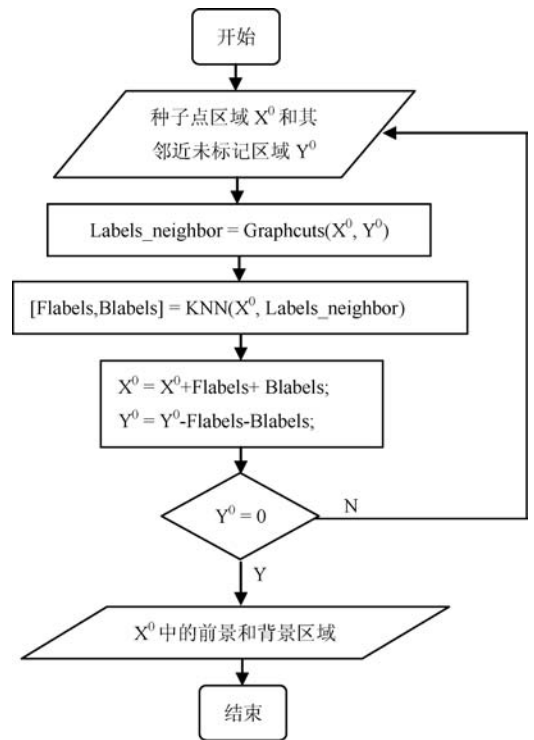 开始
种子点区域 X⁰ 和其
邻近未标记区域 Y⁰
Labels_neighbor = Graphcuts(X⁰, Y⁰)
[Flabels,Blabels] = KNN(X⁰, Labels_neighbor)
X⁰ = X⁰+Flabels+ Blabels;
Y⁰ = Y⁰-Flabels-Blabels;
Y⁰ = 0
N
Y
X⁰ 中的前景和背景区域
结束